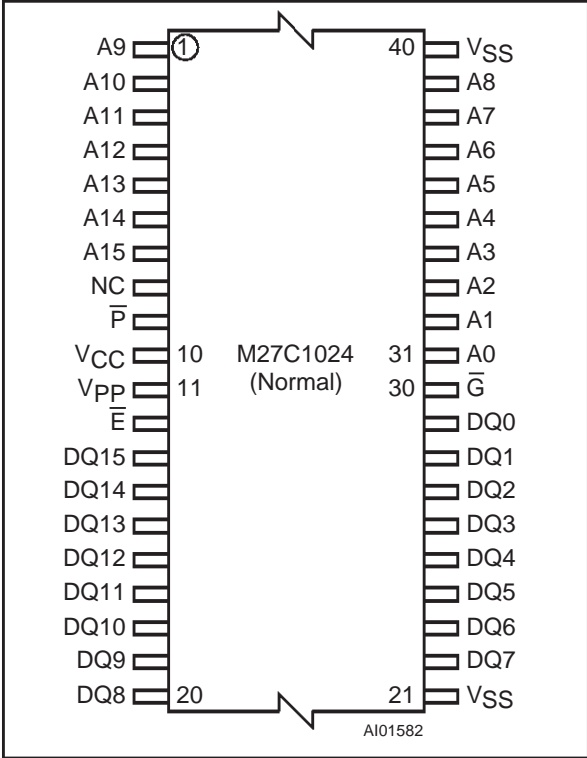 A9 1 40 VSS
A10 A8
A11 A7
A12 A6
A13 A5
A14 A4
A15 A3
NC A2
P̅ A1
VCC 10 M27C1024 31 A0
VPP 11 (Normal) 30 G̅
E̅ DQ0
DQ15 DQ1
DQ14 DQ2
DQ13 DQ3
DQ12 DQ4
DQ11 DQ5
DQ10 DQ6
DQ9 DQ7
DQ8 20 21 VSS
AI01582